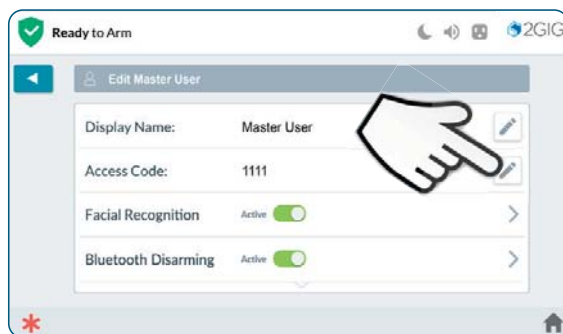 Ready to Arm
2GIG
Edit Master User
Display Name: Master User
Access Code: 1111
Facial Recognition Active
Bluetooth Disarming Active